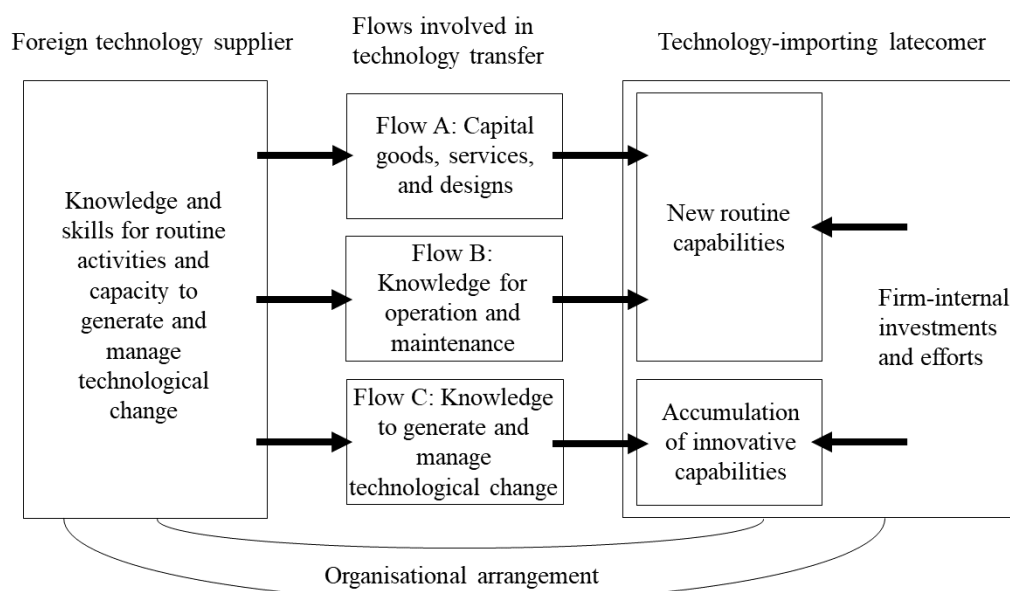 Foreign technology supplier
Flows involved in
technology transfer
Technology-importing latecomer
Knowledge and
skills for routine
activities and
capacity to
generate and
manage
technological
change
Flow A: Capital
goods, services,
and designs
Flow B:
Knowledge for
operation and
maintenance
Flow C: Knowledge
to generate and
manage
technological change
New routine
capabilities
Accumulation
of innovative
capabilities
Firm-internal
investments
and efforts
Organisational arrangement